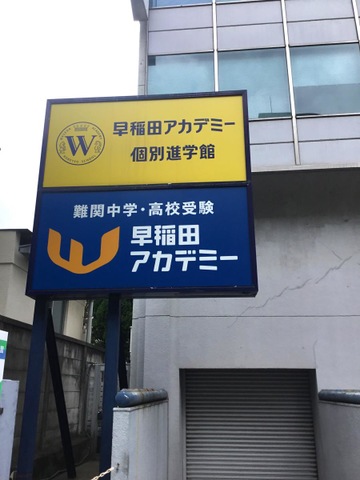 W
早稲田アカデミー
個別進学館
難関中学・高校受験
早稲田
アカデミー